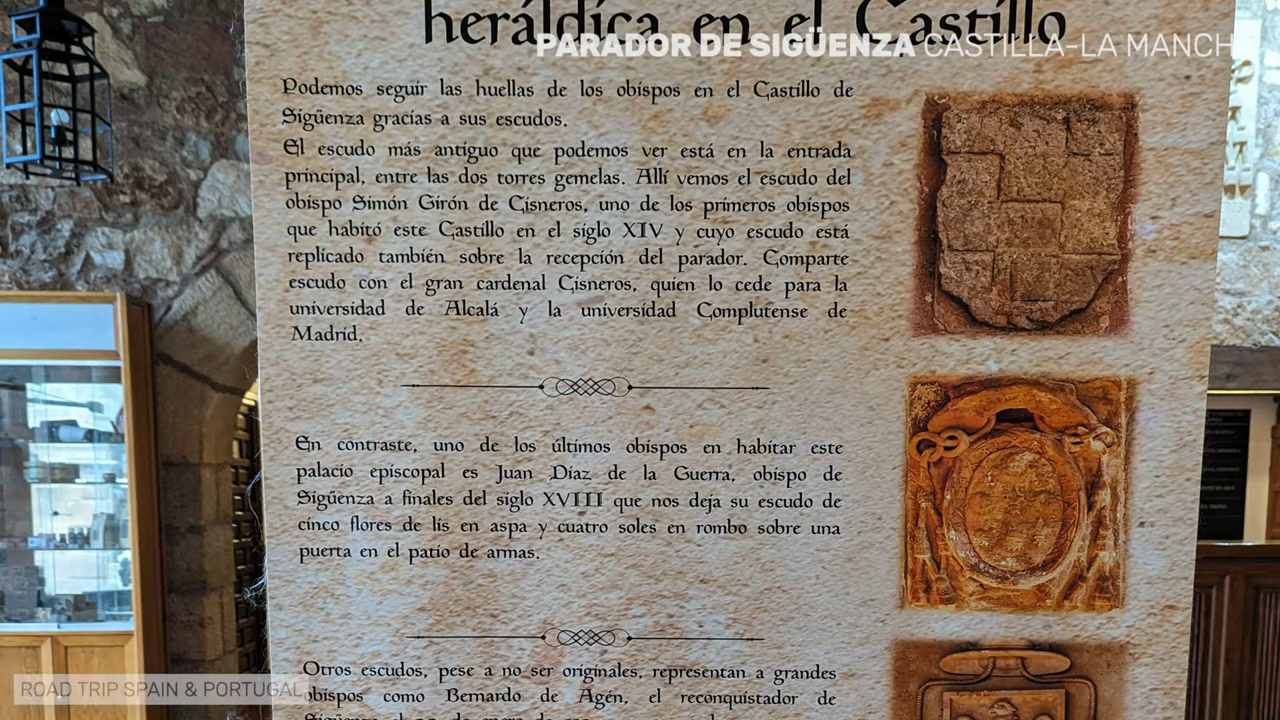 heráldica en el Castillo
PARADOR DE SIGÜENZA CASTILLA-LA MANCHA
Podemos seguir las huellas de los obispos en el Castillo de
Sigüenza gracias a sus escudos.
El escudo más antiguo que podemos ver está en la entrada
principal, entre las dos torres gemelas. Allí vemos el escudo del
obispo Simón Girón de Cisneros, uno de los primeros obispos
que habitó este Castillo en el siglo XIV y cuyo escudo está
replicado también sobre la recepción del parador. Comparte
escudo con el gran cardenal Cisneros, quien lo cede para la
universidad de Alcalá y la universidad Complutense de
Madrid.
En contraste, uno de los últimos obispos en habitar este
palacio episcopal es Juan Díaz de la Guerra, obispo de
Sigüenza a finales del siglo XVIII que nos deja su escudo de
cinco flores de lis en aspa y cuatro soles en rombo sobre una
puerta en el patio de armas.
Otros escudos, pese a no ser originales, representan a grandes
obispos como Bernardo de Agén, el reconquistador de
ROAD TRIP SPAIN & PORTUGAL